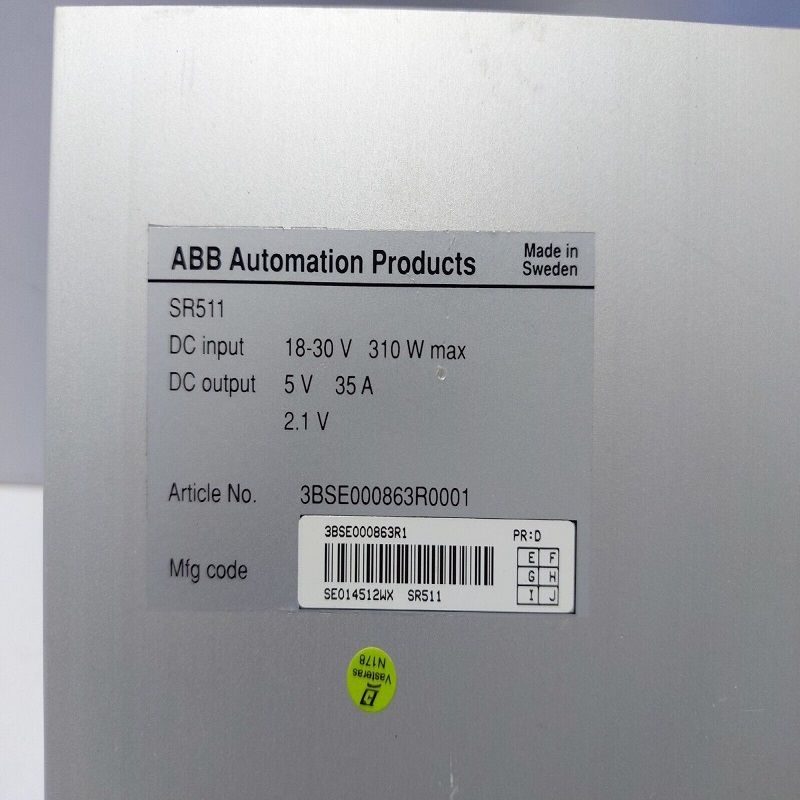 ABB Automation Products
Made in
Sweden
SR511
DC input 18-30 V 310 W max
DC output 5 V 35 A
2.1 V
Article No. 3BSE000863R0001
Mfg code
3BSE000863R1 PR:D
SE014512WX SR511
E F
G H
I J
E
Vasteras
N178